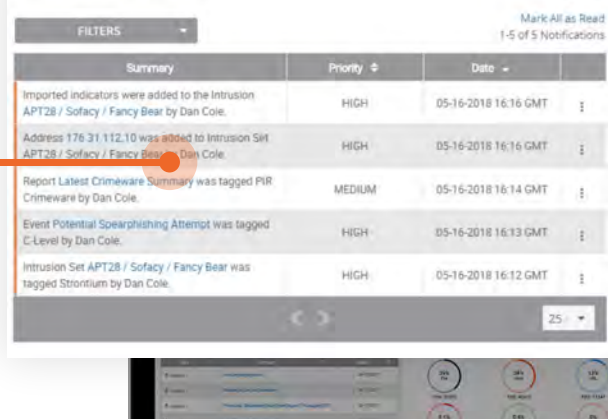 Mark All as Read
FILTERS
1-5 of 5 Notifications
Summary Priority Date
Imported indicators were added to the Intrusion
APT28 / Sofacy / Fancy Bear by Dan Cole.
HIGH 05-16-2018 16:16 GMT
Address 176.31.112.10 was added to Intrusion Set
APT28 / Sofacy / Fancy Bear by Dan Cole.
HIGH 05-16-2018 16:16 GMT
Report Latest Crimeware Summary was tagged PIR
Crimeware by Dan Cole.
MEDIUM 05-16-2018 16:14 GMT
Event Potential Spearphishing Attempt was tagged
C-Level by Dan Cole.
HIGH 05-16-2018 16:13 GMT
Intrusion Set APT28 / Sofacy / Fancy Bear was
tagged Strontium by Dan Cole.
HIGH 05-16-2018 16:12 GMT
25